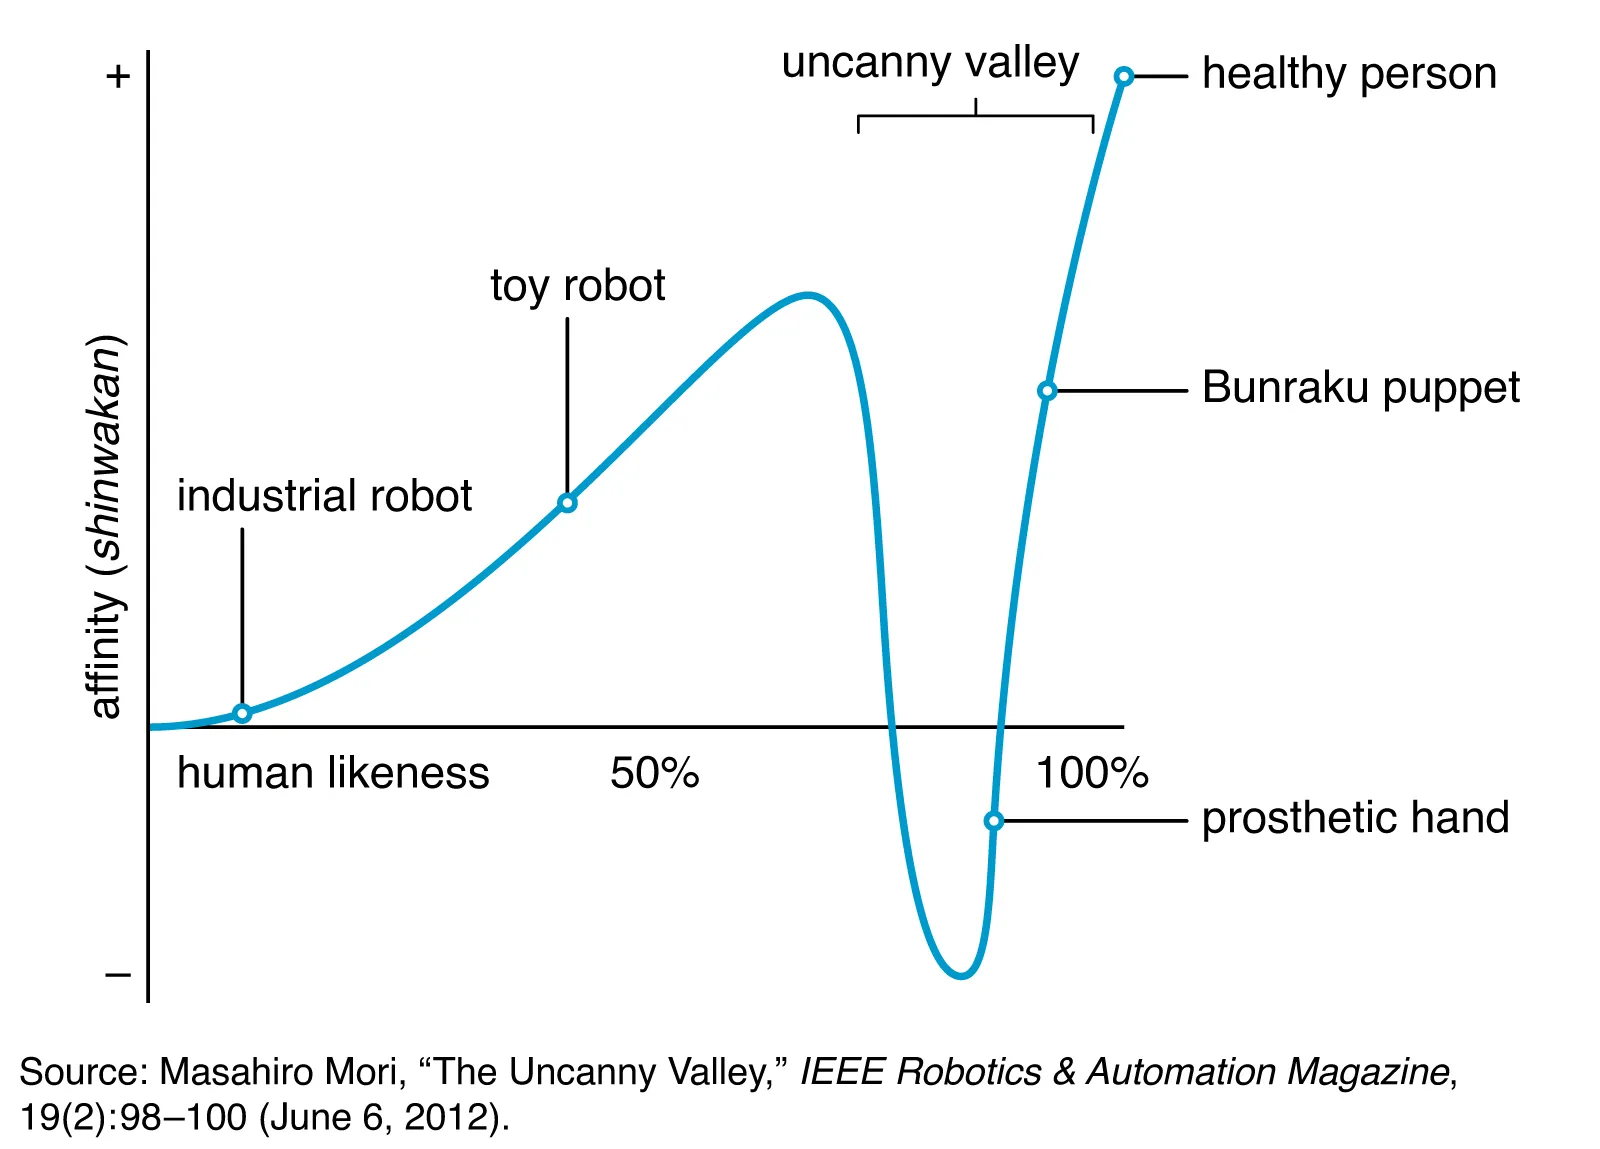 +
uncanny valley
healthy person
toy robot
Bunraku puppet
industrial robot
affinity (shinwakan)
human likeness
50%
100%
prosthetic hand
–
Source: Masahiro Mori, “The Uncanny Valley,” IEEE Robotics & Automation Magazine,
19(2):98–100 (June 6, 2012).